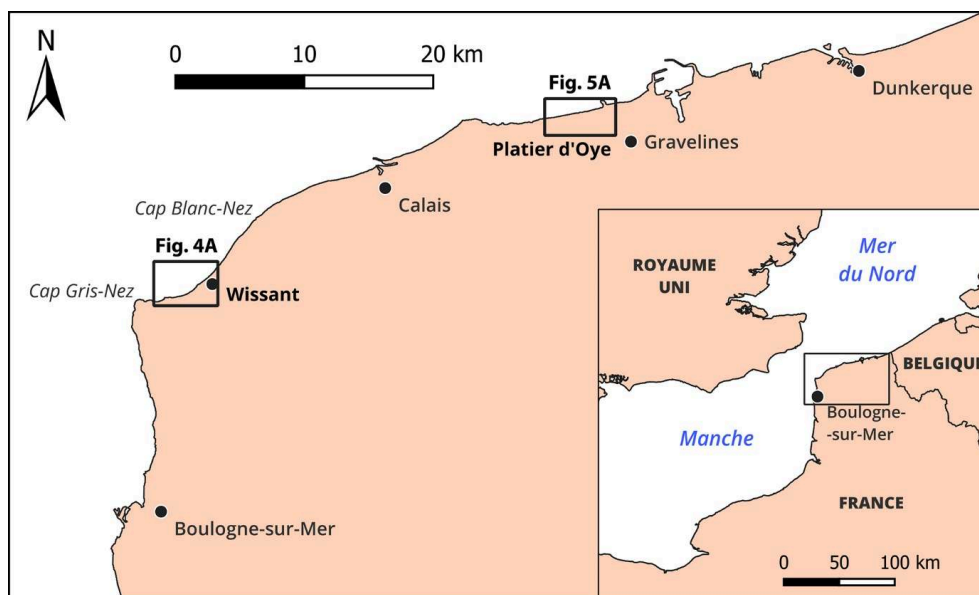 N
0 10 20 km
Fig. 5A
Dunkerque
Platier d'Oye
Gravelines
Calais
Cap Blanc-Nez
Fig. 4A
Cap Gris-Nez
Wissant
Boulogne-sur-Mer
Mer
du Nord
ROYAUME
UNI
BELGIQUE
Boulogne-
-sur-Mer
Manche
FRANCE
0 50 100 km